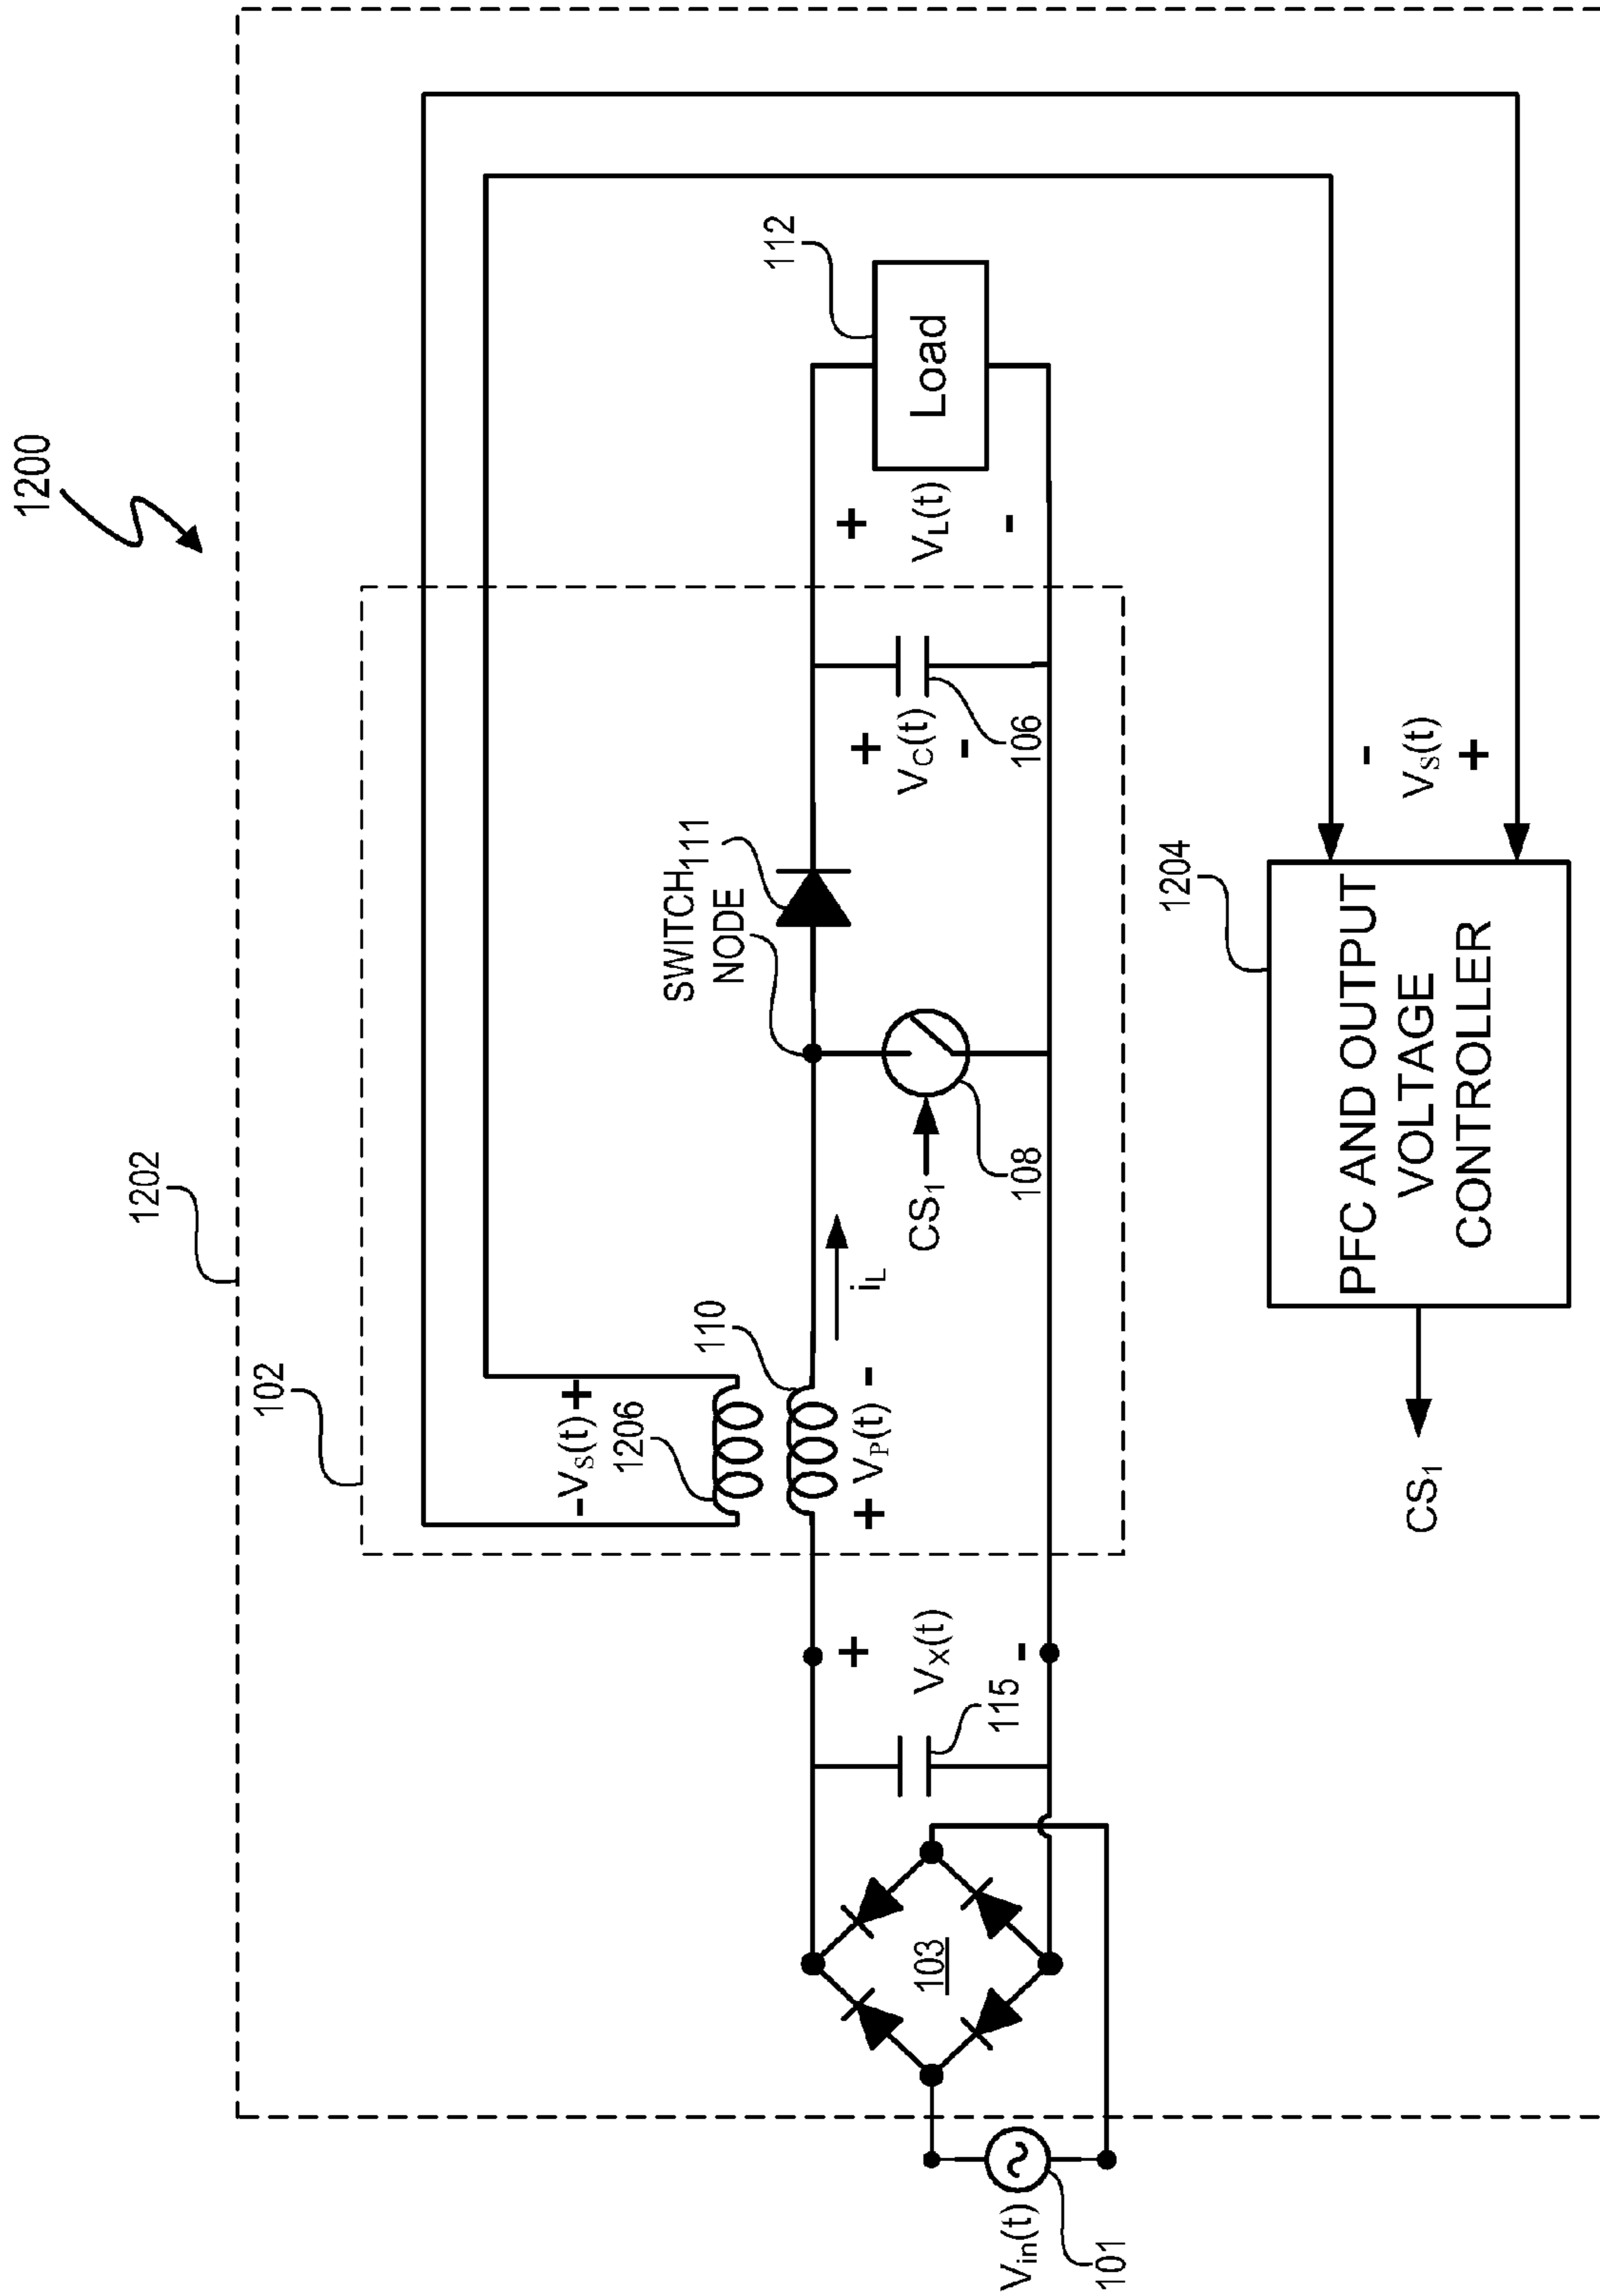 1200
1202
102
-Vs(t)+
1206
110
+ VP(t) -
iL
SWITCH
NODE
111
112
Load
+
VL(t)
-
+
VC(t)
-
106
CS1
108
+
VX(t)
-
115
103
Vin(t)
101
1204
PFC AND OUTPUT
VOLTAGE
CONTROLLER
-
VS(t)
+
CS1